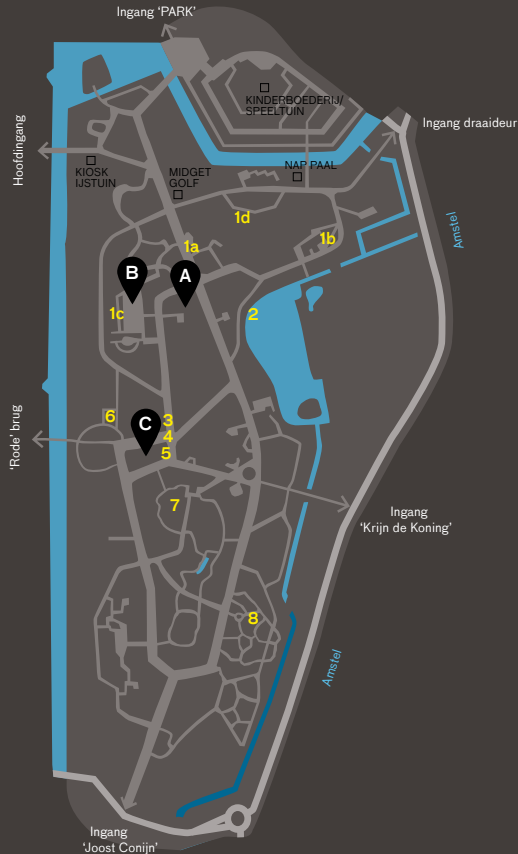 Ingang ‘PARK’
KINDERBOEDERIJ/
SPEELTUIN
Ingang draaideur
Hoofdingang
KIOSK
IJSTUIN
MIDGET
GOLF
NAP PAAL
1d
1a
1b
Amstel
B
A
1c
2
6
C
3
4
5
‘Rode’ brug
7
Ingang
‘Krijn de Koning’
8
Amstel
Ingang
‘Joost Conijn’